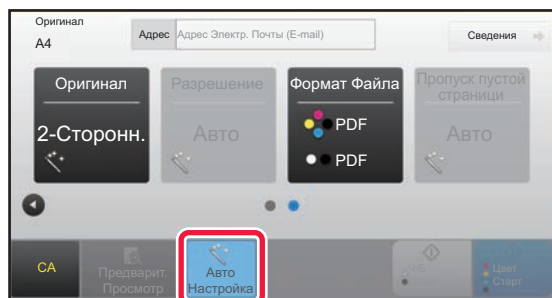 Оригинал
A4
Адрес
Адрес Электр. Почты (E-mail)
Сведения
Оригинал
2-Сторонн.
Разрешение
Авто
Формат Файла
PDF
PDF
Пропуск пустой
страници
Авто
CA
Предварит.
Просмотр
Авто
Настройка
Ч/Б
Цвет
Старт